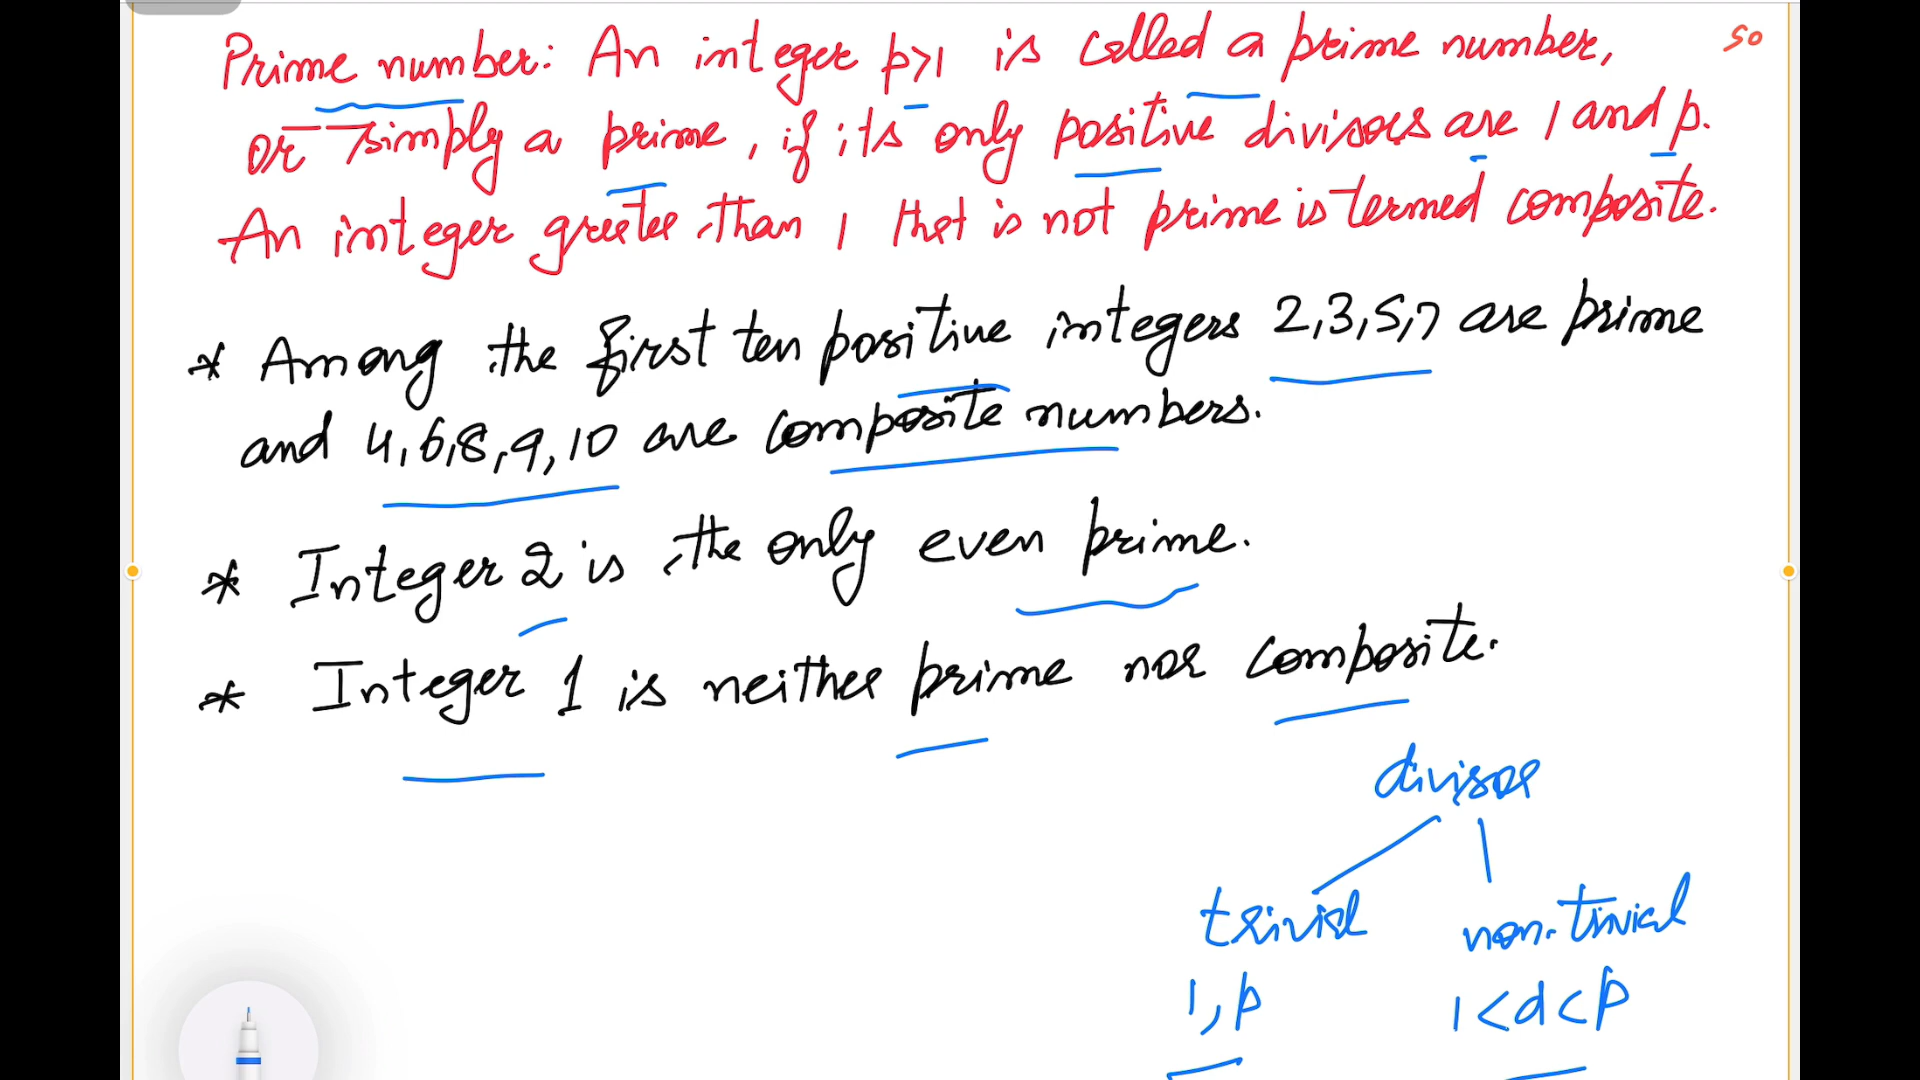 Prime number: An integer p>1 is called a prime number,
50
or simply a prime, if its only positive divisors are 1 and p.
An integer greater than 1 that is not prime is termed composite.
* Among the first ten positive integers 2,3,5,7 are prime
and 4,6,8,9,10 are composite numbers.
* Integer 2 is the only even prime.
* Integer 1 is neither prime nor composite.
divisor
trivial non-trivial
1,p 1<d<p